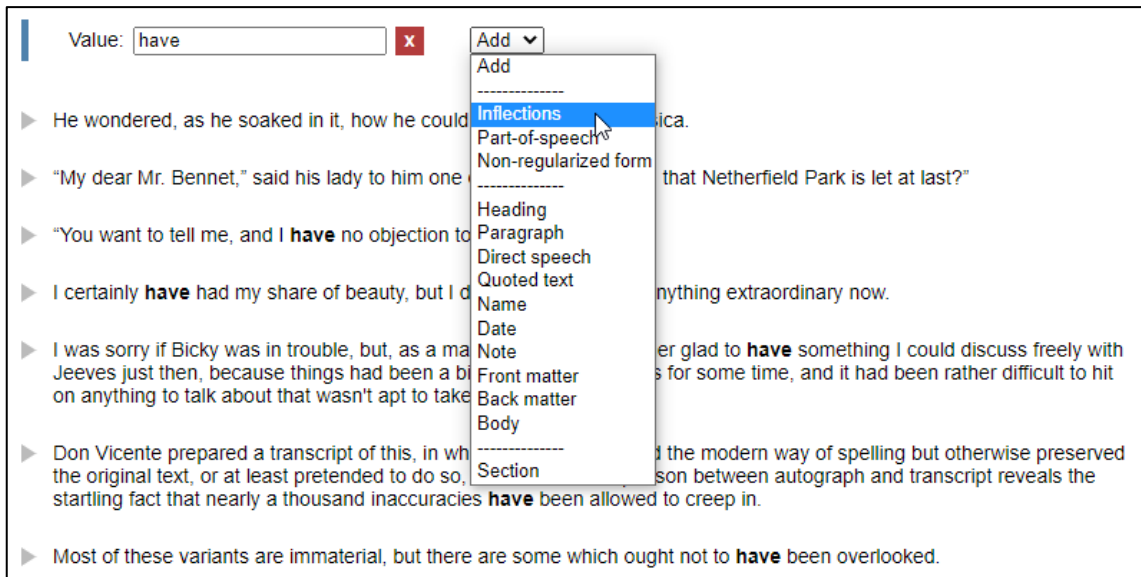 Value: have x Add
Add
--------------
Inflections
Part-of-speech
Non-regularized form
--------------
Heading
Paragraph
Direct speech
Quoted text
Name
Date
Note
Front matter
Back matter
Body
--------------
Section
He wondered, as he soaked in it, how he could ica.
“My dear Mr. Bennet,” said his lady to him one that Netherfield Park is let at last?”
“You want to tell me, and I have no objection to
I certainly have had my share of beauty, but I d nything extraordinary now.
I was sorry if Bicky was in trouble, but, as a ma er glad to have something I could discuss freely with
Jeeves just then, because things had been a bi s for some time, and it had been rather difficult to hit
on anything to talk about that wasn't apt to take
Don Vicente prepared a transcript of this, in wh d the modern way of spelling but otherwise preserved
the original text, or at least pretended to do so, son between autograph and transcript reveals the
startling fact that nearly a thousand inaccuracies have been allowed to creep in.
Most of these variants are immaterial, but there are some which ought not to have been overlooked.